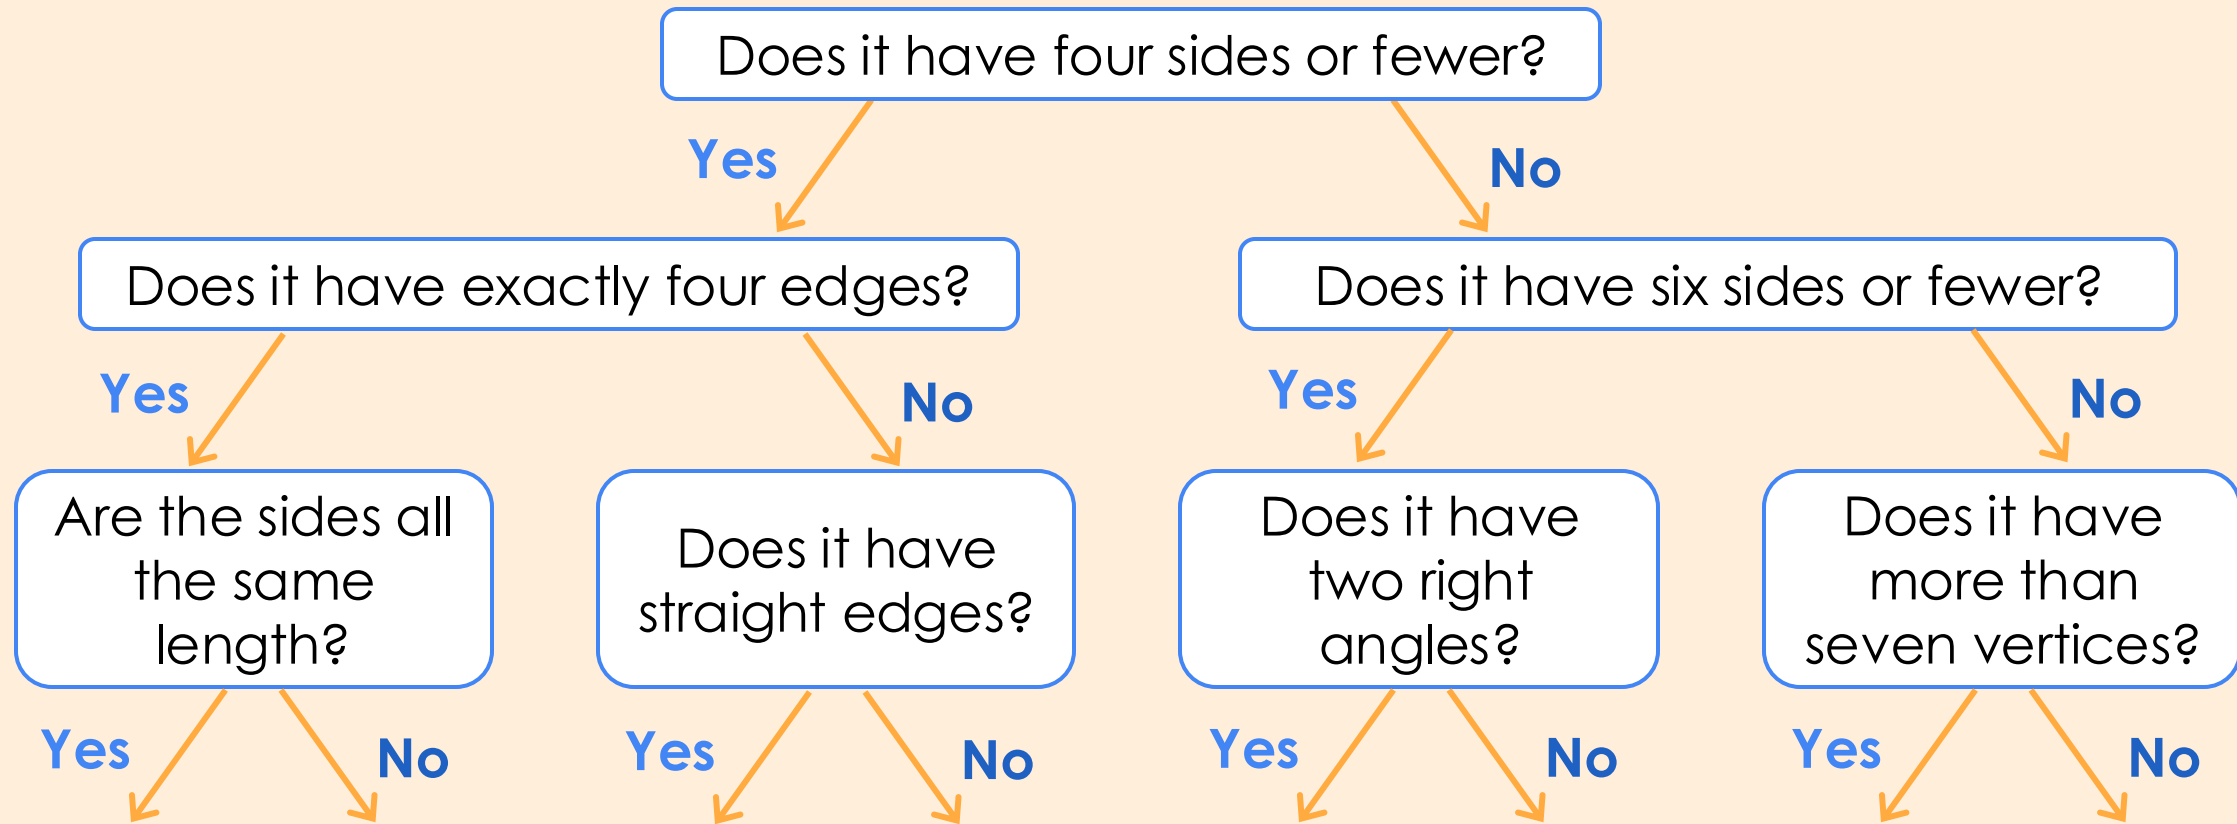 Does it have four sides or fewer?
Yes
No
Does it have exactly four edges?
Does it have six sides or fewer?
Yes
No
Yes
No
Are the sides all
the same
length?
Does it have
straight edges?
Does it have
two right
angles?
Does it have
more than
seven vertices?
Yes
No
Yes
No
Yes
No
Yes
No